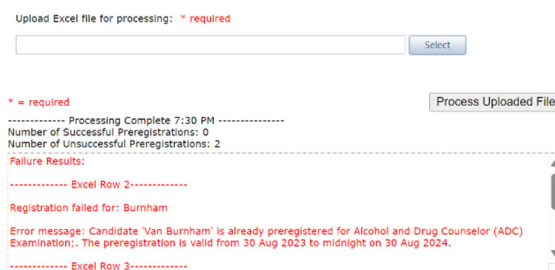 Upload Excel file for processing: * required
Select
* = required
Process Uploaded File
------------- Processing Complete 7:30 PM ---------------
Number of Successful Preregistrations: 0
Number of Unsuccessful Preregistrations: 2
Failure Results:
------------- Excel Row 2-------------
Registration failed for: Burnham
Error message: Candidate 'Van Burnham' is already preregistered for Alcohol and Drug Counselor (ADC)
Examination;. The preregistration is valid from 30 Aug 2023 to midnight on 30 Aug 2024.
------------- Excel Row 3-------------